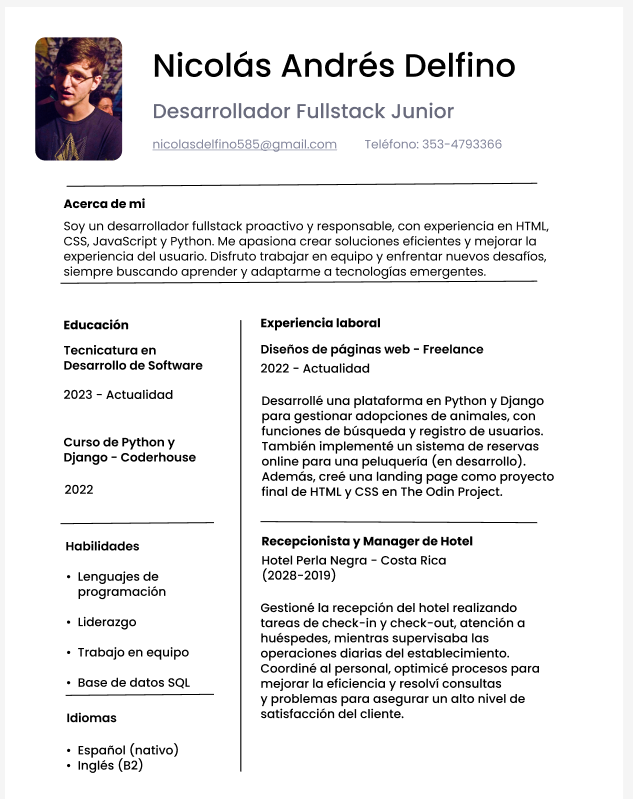 Nicolás Andrés Delfino
Desarrollador Fullstack Junior
nicolasdelfino585@gmail.com Teléfono: 353-4793366
Acerca de mi
Soy un desarrollador fullstack proactivo y responsable, con experiencia en HTML,
CSS, JavaScript y Python. Me apasiona crear soluciones eficientes y mejorar la
experiencia del usuario. Disfruto trabajar en equipo y enfrentar nuevos desafíos,
siempre buscando aprender y adaptarme a tecnologías emergentes.
Educación
Tecnicatura en
Desarrollo de Software
2023 - Actualidad
Curso de Python y
Django - Coderhouse
2022
Habilidades
• Lenguajes de
programación
• Liderazgo
• Trabajo en equipo
• Base de datos SQL
Idiomas
• Español (nativo)
• Inglés (B2)
Experiencia laboral
Diseños de páginas web - Freelance
2022 - Actualidad
Desarrollé una plataforma en Python y Django
para gestionar adopciones de animales, con
funciones de búsqueda y registro de usuarios.
También implementé un sistema de reservas
online para una peluquería (en desarrollo).
Además, creé una landing page como proyecto
final de HTML y CSS en The Odin Project.
Recepcionista y Manager de Hotel
Hotel Perla Negra - Costa Rica
(2028-2019)
Gestioné la recepción del hotel realizando
tareas de check-in y check-out, atención a
huéspedes, mientras supervisaba las
operaciones diarias del establecimiento.
Coordiné al personal, optimicé procesos para
mejorar la eficiencia y resolví consultas
y problemas para asegurar un alto nivel de
satisfacción del cliente.